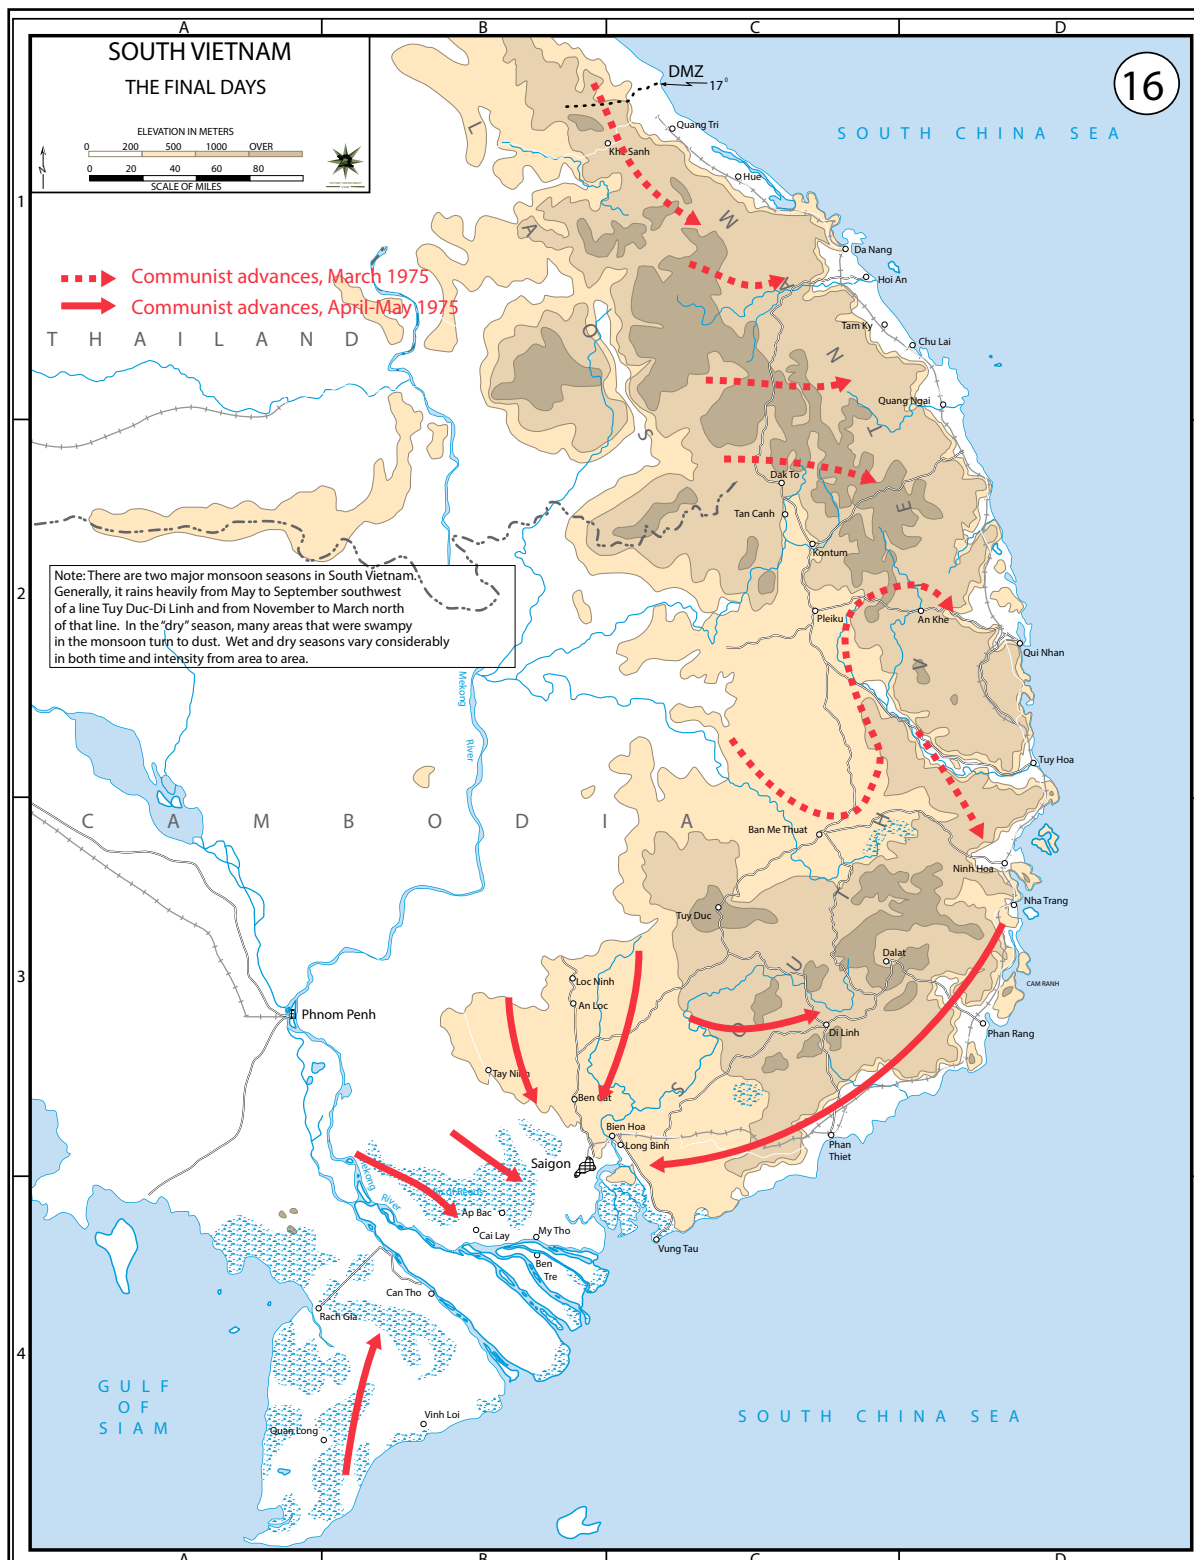 A B C D
SOUTH VIETNAM
THE FINAL DAYS
ELEVATION IN METERS
0 200 500 1000 OVER
0 20 40 60 80
SCALE OF MILES
N
16
DMZ
17°
SOUTH CHINA SEA
Quang Tri
Khe Sanh
Hue
1
Da Nang
Hoi An
Communist advances, March 1975
Communist advances, April-May 1975
THAILAND
LAOS
Tam Ky
Chu Lai
Quang Ngai
Dak To
Tan Canh
Kontum
Note: There are two major monsoon seasons in South Vietnam.
Generally, it rains heavily from May to September southwest
of a line Tuy Duc-Di Linh and from November to March north
of that line. In the "dry" season, many areas that were swampy
in the monsoon turn to dust. Wet and dry seasons vary considerably
in both time and intensity from area to area.
2
Pleiku
An Khe
Qui Nhan
Mekong
River
Tuy Hoa
CAMBODIA
SOUTH VIETNAM
Ban Me Thuat
Ninh Hoa
Nha Trang
Tuy Duc
Dalat
3
Loc Ninh
CAM RANH
An Loc
Phnom Penh
Di Linh
Phan Rang
Tay Ninh
Ben Cat
Bien Hoa
Long Binh
Phan
Thiet
Saigon
Mekong
River
Ap Bac
Cai Lay
My Tho
Vung Tau
Ben
Tre
Can Tho
Rach Gia
4
GULF
OF
SIAM
Vinh Loi
SOUTH CHINA SEA
Quan Long
A B C D